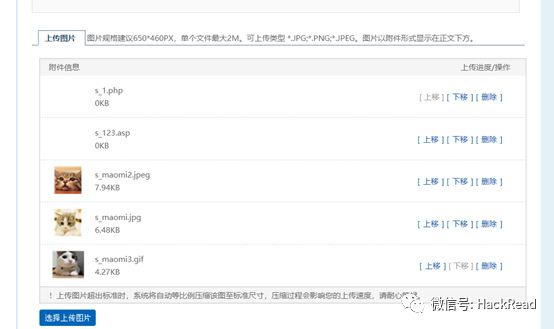 上传图片 图片规格建议650*460PX，单个文件最大2M。可上传类型 *.JPG;*.PNG;*.JPEG。图片以附件形式显示在正文下方。
附件信息 上传进度/操作
s_1.php [ 上移 ] [ 下移 ] [ 删除 ]
0KB
s_123.asp [ 上移 ] [ 下移 ] [ 删除 ]
0KB
s_maomi2.jpeg [ 上移 ] [ 下移 ] [ 删除 ]
7.94KB
s_maomi.jpg [ 上移 ] [ 下移 ] [ 删除 ]
6.48KB
s_maomi3.gif [ 上移 ] [ 下移 ] [ 删除 ]
4.27KB
！上传图片超出标准时，系统将自动等比例压缩该图至标准尺寸，压缩过程会影响您的上传速度，请耐心
选择上传图片
微信号: HackRead